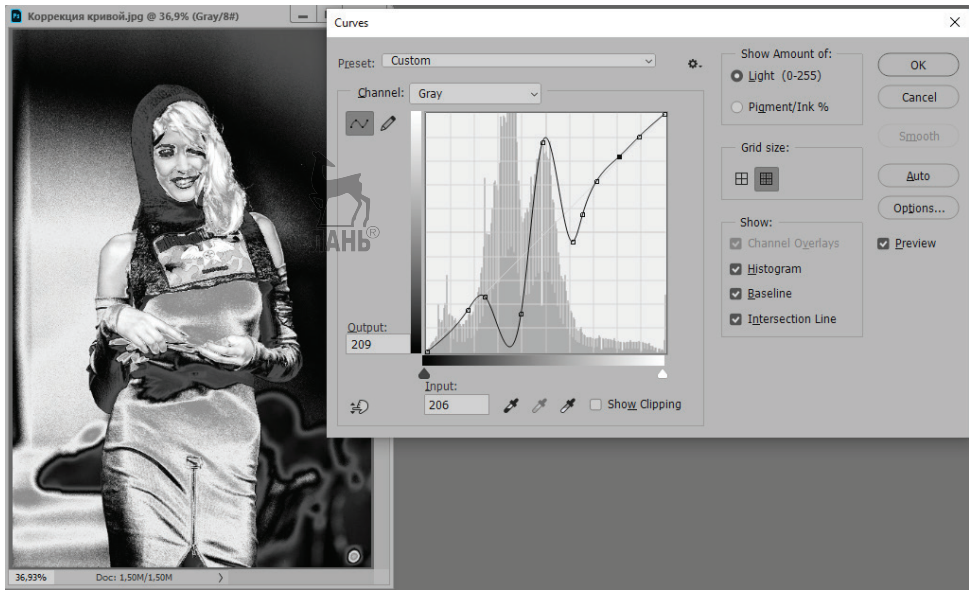 Коррекция кривой.jpg @ 36,9% (Gray/8#)
Curves
Preset: Custom
Channel: Gray
Output:
209
Input:
206
Show Clipping
Show Amount of:
Light (0-255)
Pigment/Ink %
Grid size:
Show:
Channel Overlays
Histogram
Baseline
Intersection Line
OK
Cancel
Smooth
Auto
Options...
Preview
ЛАНЬ®
36,93%
Doc: 1,50M/1,50M